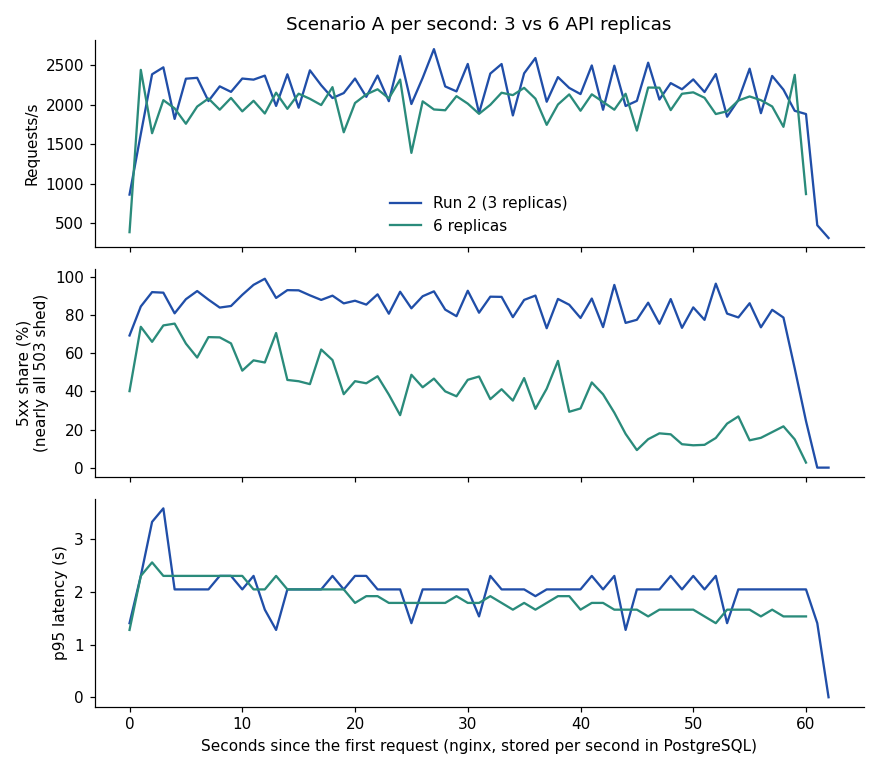 Scenario A per second: 3 vs 6 API replicas
Requests/s
2500
2000
1500
1000
500
Run 2 (3 replicas)
6 replicas
5xx share (%)
(nearly all 503 shed)
100
80
60
40
20
0
p95 latency (s)
3
2
1
0
0 10 20 30 40 50 60
Seconds since the first request (nginx, stored per second in PostgreSQL)